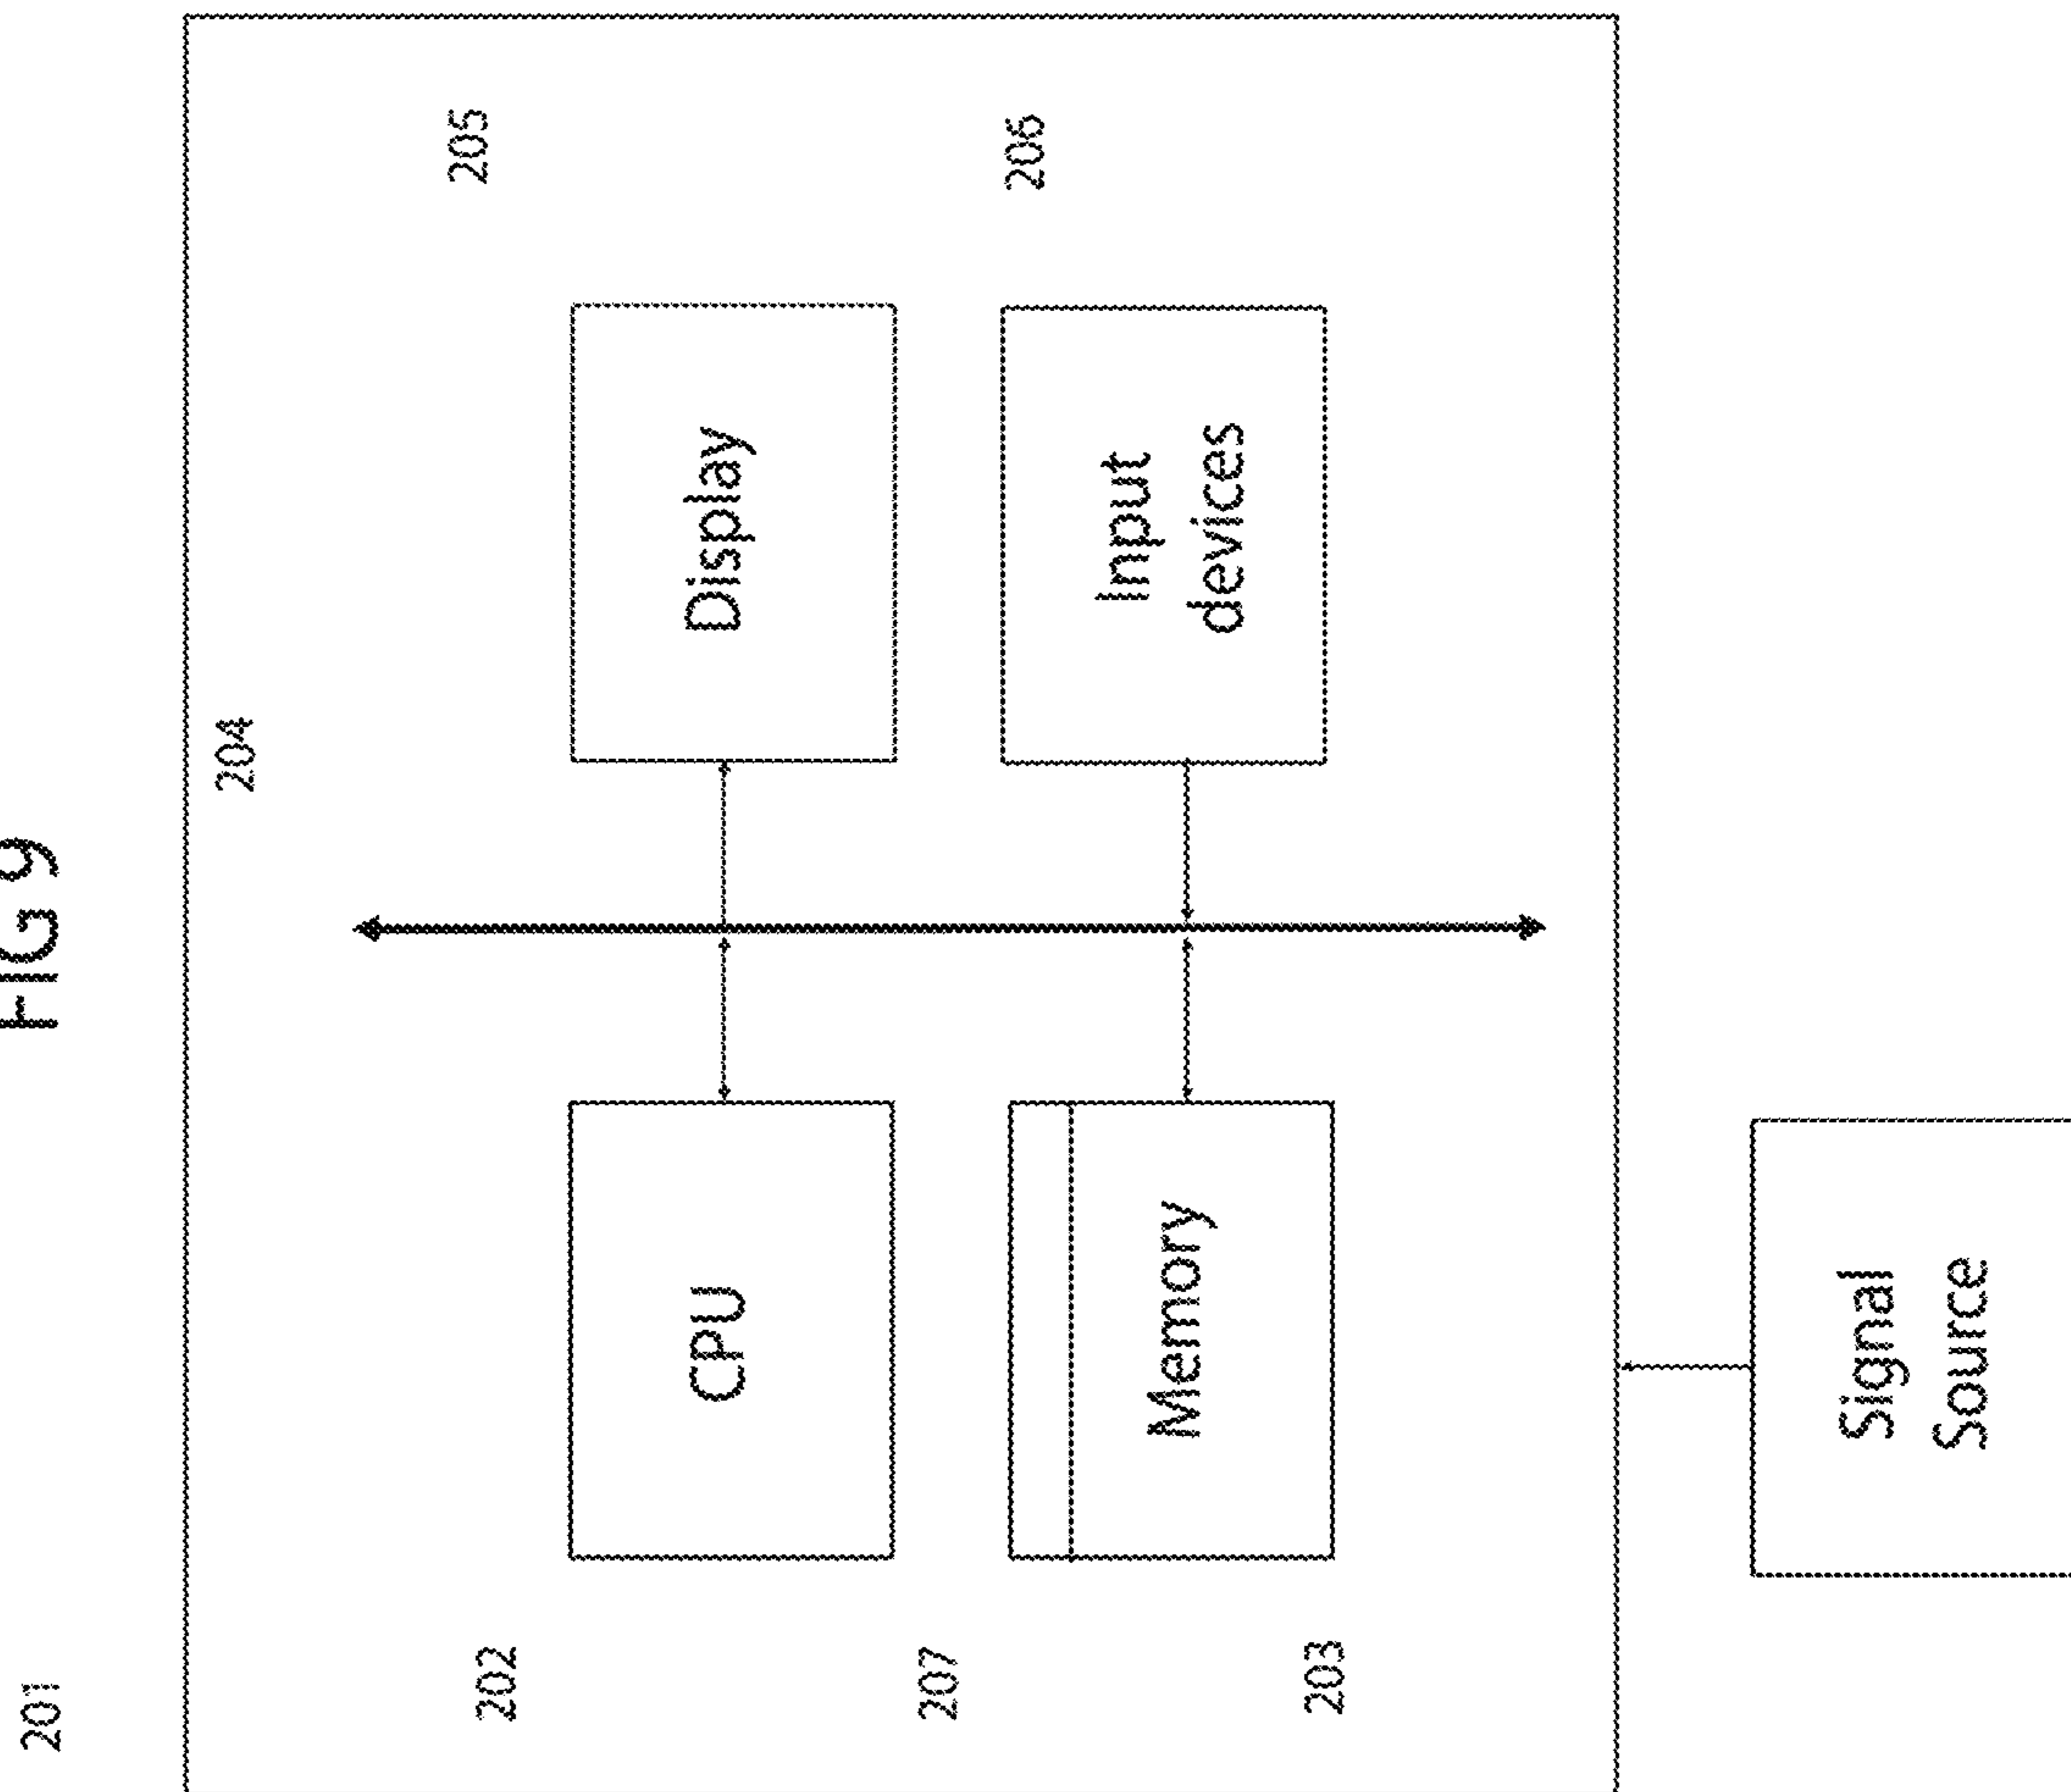 FIG 9
201
204
202
205
CPU
Display
207
206
Memory
Input
devices
203
Signal
Source